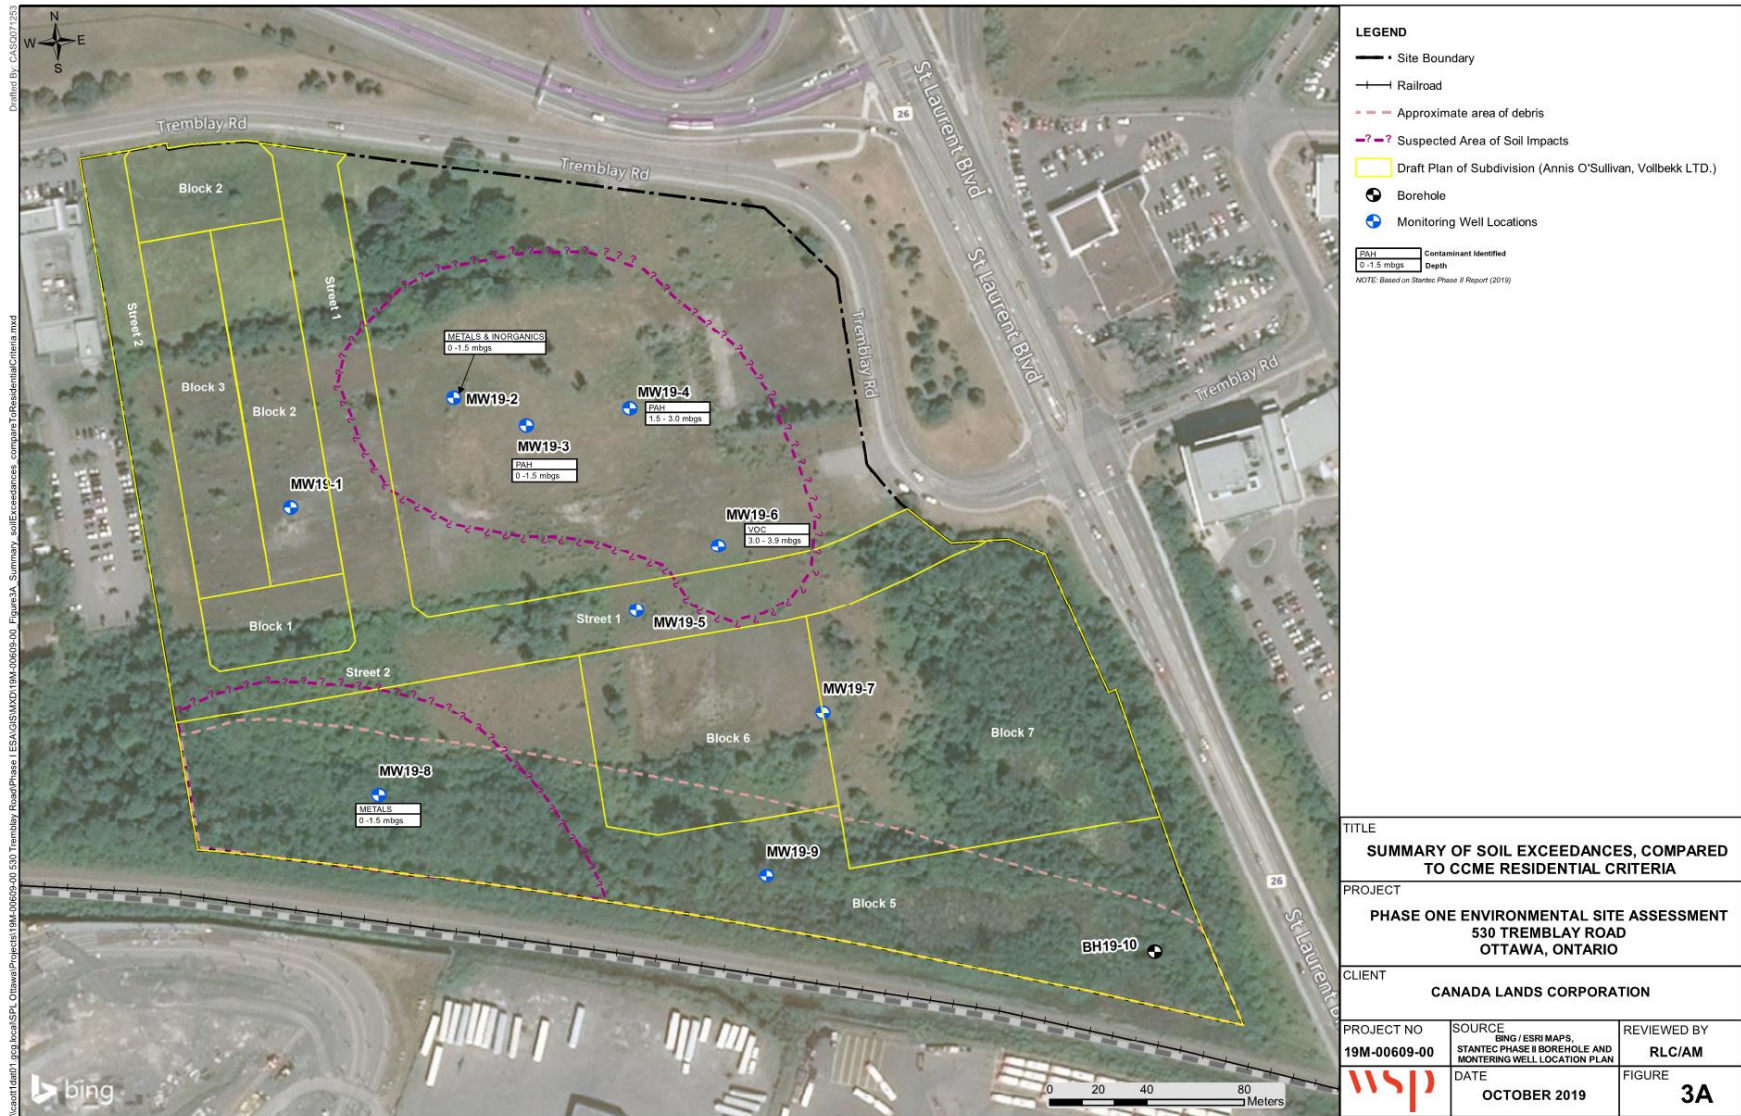 Drafted By: CASQ071253
N
W E
S
Tremblay Rd
Tremblay Rd
Tremblay Rd
Tremblay Rd
St Laurent Blvd
St Laurent Blvd
26
Block 2
Street 2
Street 1
Block 3
Block 2
Block 1
Street 1
Street 2
Block 6
Block 7
Block 5
METALS & INORGANICS
0 -1.5 mbgs
MW19-2
MW19-4
PAH
1.5 - 3.0 mbgs
MW19-3
PAH
0 -1.5 mbgs
MW19-1
MW19-6
VOC
3.0 - 3.9 mbgs
MW19-5
MW19-7
MW19-8
METALS
0 -1.5 mbgs
MW19-9
BH19-10
26
St Laurent B
bing
0 20 40 80
Meters
LEGEND
Site Boundary
Railroad
Approximate area of debris
Suspected Area of Soil Impacts
Draft Plan of Subdivision (Annis O'Sullivan, Vollbekk LTD.)
Borehole
Monitoring Well Locations
PAH Contaminant Identified
0 -1.5 mbgs Depth
NOTE: Based on Stantec Phase II Report (2019)
TITLE
SUMMARY OF SOIL EXCEEDANCES, COMPARED
TO CCME RESIDENTIAL CRITERIA
PROJECT
PHASE ONE ENVIRONMENTAL SITE ASSESSMENT
530 TREMBLAY ROAD
OTTAWA, ONTARIO
CLIENT
CANADA LANDS CORPORATION
PROJECT NO
19M-00609-00
SOURCE
BING / ESRI MAPS,
STANTEC PHASE II BOREHOLE AND
MONTERING WELL LOCATION PLAN
REVIEWED BY
RLC/AM
wsp
DATE
OCTOBER 2019
FIGURE
3A